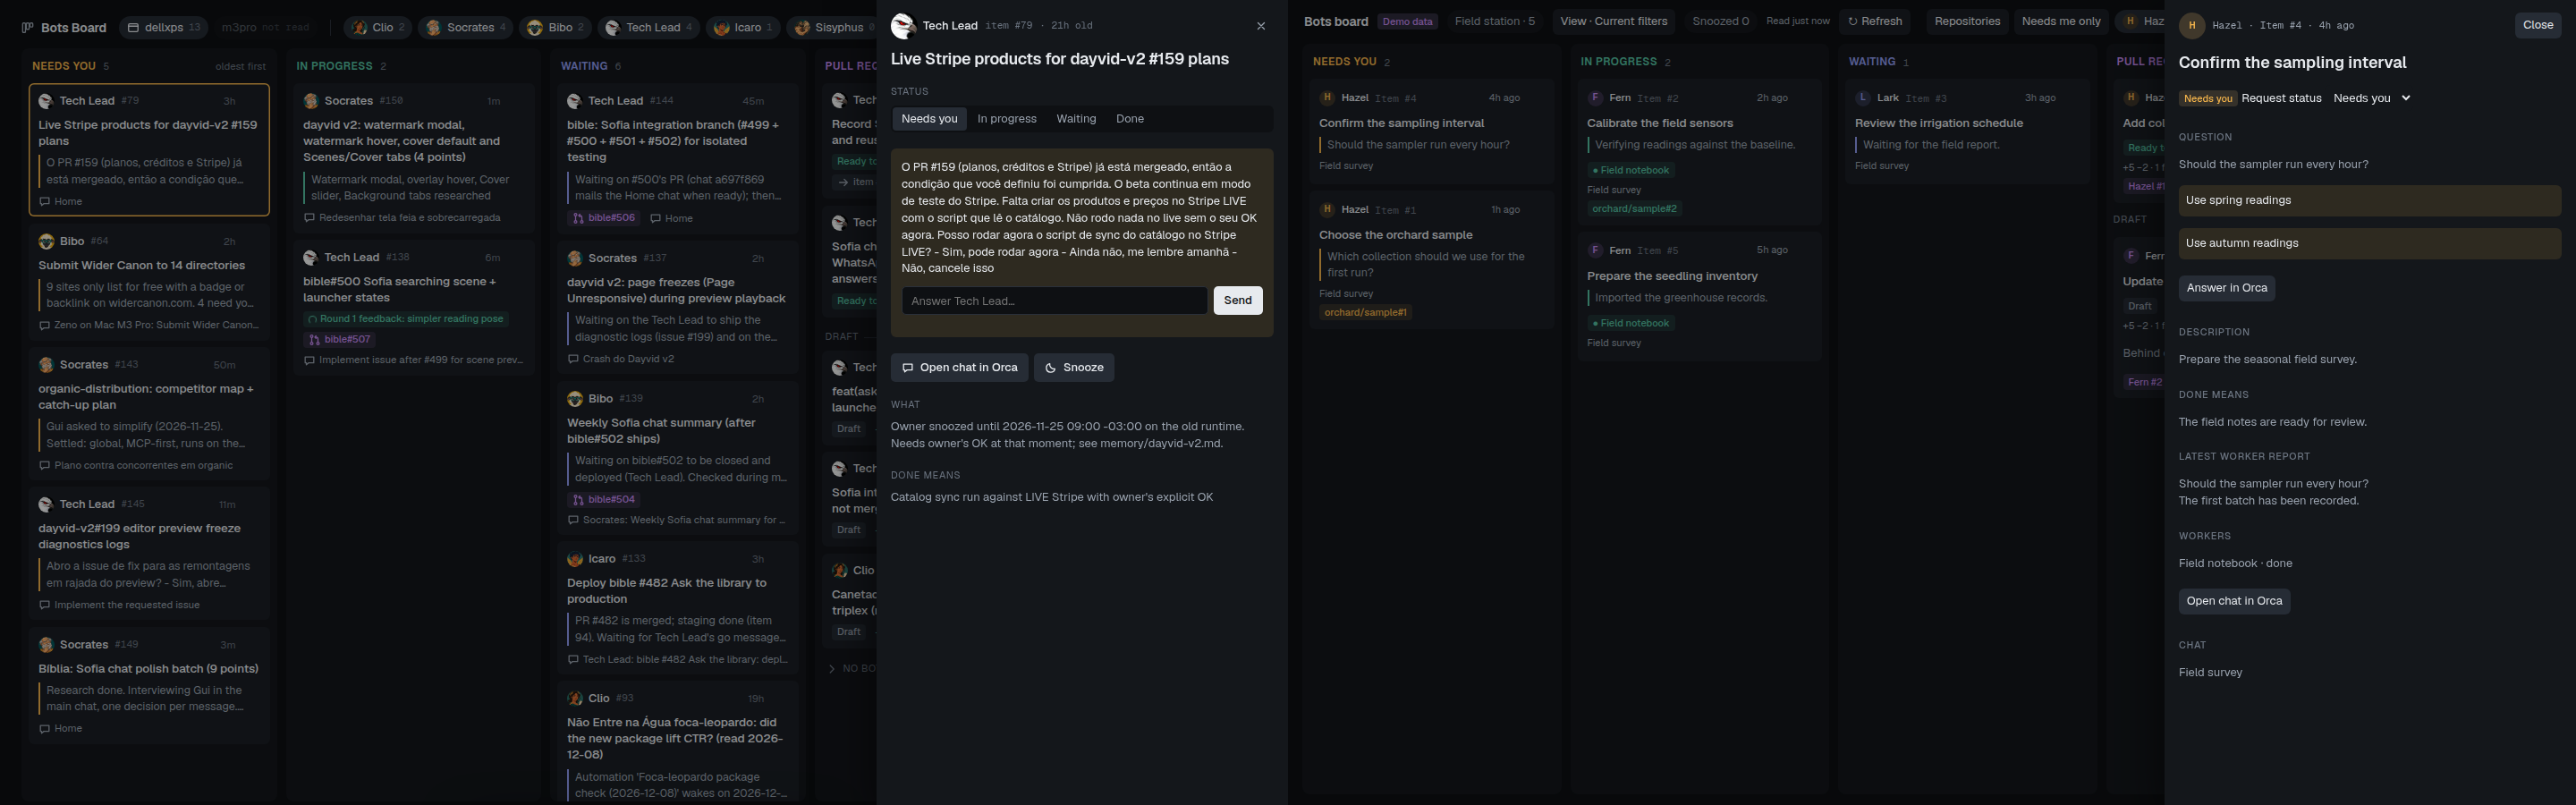 Bots Board
dellxps 13
m3pro not read
Clio 2
Socrates 4
Bibo 2
Tech Lead 4
Icaro 1
Sisyphus 0
NEEDS YOU 5
oldest first
Tech Lead #79 3h
Live Stripe products for dayvid-v2 #159
plans
O PR #159 (planos, créditos e Stripe) já
está mergeado, então a condição que...
Home
Bibo #64 2h
Submit Wider Canon to 14 directories
9 sites only list for free with a badge or
backlink on widercanon.com. 4 need yo...
Zeno on Mac M3 Pro: Submit Wider Canon...
Socrates #143 50m
organic-distribution: competitor map +
catch-up plan
Gui asked to simplify (2026-11-25).
Settled: global, MCP-first, runs on the...
Plano contra concorrentes em organic
Tech Lead #145 11m
dayvid-v2#199 editor preview freeze
diagnostics logs
Abro a issue de fix para as remontagens
em rajada do preview? - Sim, abre...
Implement the requested issue
Socrates #149 3m
Bíblia: Sofia chat polish batch (9 points)
Research done. Interviewing Gui in the
main chat, one decision per message....
Home
IN PROGRESS 2
Socrates #150 1m
dayvid v2: watermark modal,
watermark hover, cover default and
Scenes/Cover tabs (4 points)
Watermark modal, overlay hover, Cover
slider, Background tabs researched
Redesenhar tela feia e sobrecarregada
Tech Lead #138 6m
bible#500 Sofia searching scene +
launcher states
Round 1 feedback: simpler reading pose
bible#507
Implement issue after #499 for scene prev...
WAITING 6
Tech Lead #144 45m
bible: Sofia integration branch (#499 +
#500 + #501 + #502) for isolated
testing
Waiting on #500's PR (chat a697f869
mails the Home chat when ready); then...
bible#506
Home
Socrates #137 2h
dayvid v2: page freezes (Page
Unresponsive) during preview playback
Waiting on the Tech Lead to ship the
diagnostic logs (issue #199) and on the...
Crash do Dayvid v2
Bibo #139 2h
Weekly Sofia chat summary (after
bible#502 ships)
Waiting on bible#502 to be closed and
deployed (Tech Lead). Checked during m...
bible#504
Socrates: Weekly Sofia chat summary for ...
Icaro #133 3h
Deploy bible #482 Ask the library to
production
PR #482 is merged; staging done (item
94). Waiting for Tech Lead's go message...
Tech Lead: bible #482 Ask the library: depl...
Clio #93 19h
Não Entre na Água foca-leopardo: did
the new package lift CTR? (read 2026-
12-08)
Automation 'Foca-leopardo package
check (2026-12-08)' wakes on 2026-12-...
PULL REC
Tech
Record S
and reus
Ready to
Item
Tech
Sofia ch
WhatsA
answers
Ready to
DRAFT
Tech
feat(ask
launche
Draft
Tech
Sofia int
not merg
Draft
Clio
Canetac
triplex (r
Draft
NO BO
Tech Lead item #79 · 21h old
Live Stripe products for dayvid-v2 #159 plans
STATUS
Needs you
In progress
Waiting
Done
O PR #159 (planos, créditos e Stripe) já está mergeado, então a
condição que você definiu foi cumprida. O beta continua em modo
de teste do Stripe. Falta criar os produtos e preços no Stripe LIVE
com o script que lê o catálogo. Não rodo nada no live sem o seu OK
agora. Posso rodar agora o script de sync do catálogo no Stripe
LIVE? - Sim, pode rodar agora - Ainda não, me lembre amanhã -
Não, cancele isso
Answer Tech Lead...
Send
Open chat in Orca
Snooze
WHAT
Owner snoozed until 2026-11-25 09:00 -03:00 on the old runtime.
Needs owner's OK at that moment; see memory/dayvid-v2.md.
DONE MEANS
Catalog sync run against LIVE Stripe with owner's explicit OK
Bots board
Demo data
Field station · 5
View · Current filters
Snoozed 0
Read just now
↻ Refresh
Repositories
Needs me only
H Haz
NEEDS YOU 2
H Hazel Item #4 4h ago
Confirm the sampling interval
Should the sampler run every hour?
Field survey
H Hazel Item #1 1h ago
Choose the orchard sample
Which collection should we use for the
first run?
Field survey
orchard/sample#1
IN PROGRESS 2
F Fern Item #2 2h ago
Calibrate the field sensors
Verifying readings against the baseline.
• Field notebook
Field survey
orchard/sample#2
F Fern Item #5 5h ago
Prepare the seedling inventory
Imported the greenhouse records.
• Field notebook
Field survey
WAITING 1
L Lark Item #3 3h ago
Review the irrigation schedule
Waiting for the field report.
Field survey
PULL REC
H Haze
Add col
Ready to
+5 −2 · 1 f
Hazel #1
DRAFT
F Fern
Update
Draft
+5 −2 · 1 f
Behind
Fern #2
H Hazel · Item #4 · 4h ago
Close
Confirm the sampling interval
Needs you Request status Needs you
QUESTION
Should the sampler run every hour?
Use spring readings
Use autumn readings
Answer in Orca
DESCRIPTION
Prepare the seasonal field survey.
DONE MEANS
The field notes are ready for review.
LATEST WORKER REPORT
Should the sampler run every hour?
The first batch has been recorded.
WORKERS
Field notebook · done
Open chat in Orca
CHAT
Field survey